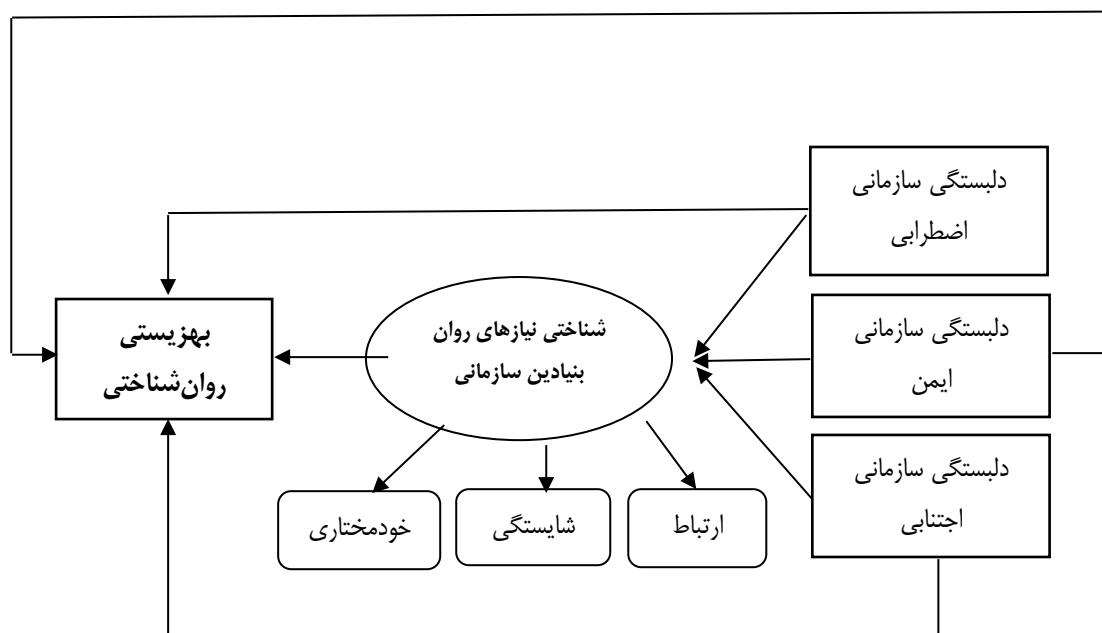 دلبستگی سازمانی
اضطرابی
دلبستگی سازمانی
ایمن
دلبستگی سازمانی
اجتنابی
شناختی نیازهای روان
بنیادین سازمانی
بهزیستی
روان‌شناختی
ارتباط
شایستگی
خودمختاری